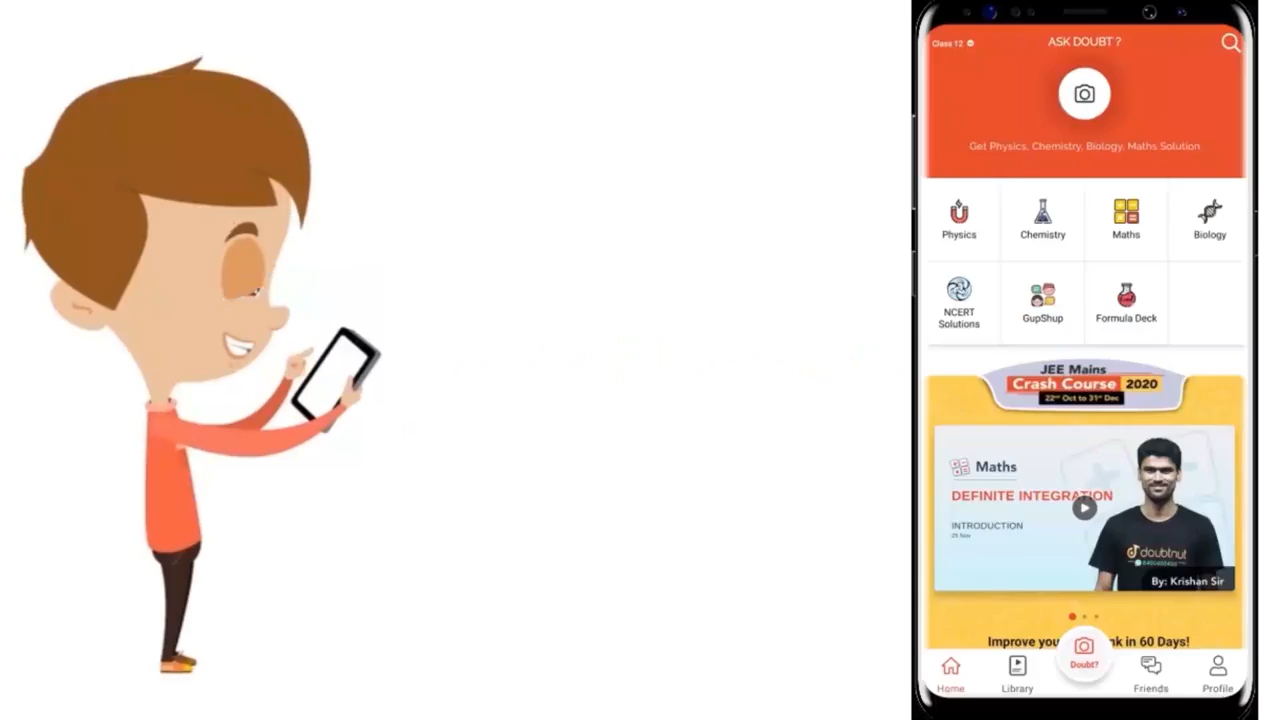 Class 12
ASK DOUBT ?
Get Physics, Chemistry, Biology, Maths Solution
Physics
Chemistry
Maths
Biology
NCERT
Solutions
GupShup
Formula Deck
JEE Mains
Crash Course 2020
22nd Oct to 31st Dec
Maths
DEFINITE INTEGRATION
INTRODUCTION
doubtnut
By: Krishan Sir
Improve you nk in 60 Days!
Doubt?
Home
Library
Friends
Profile